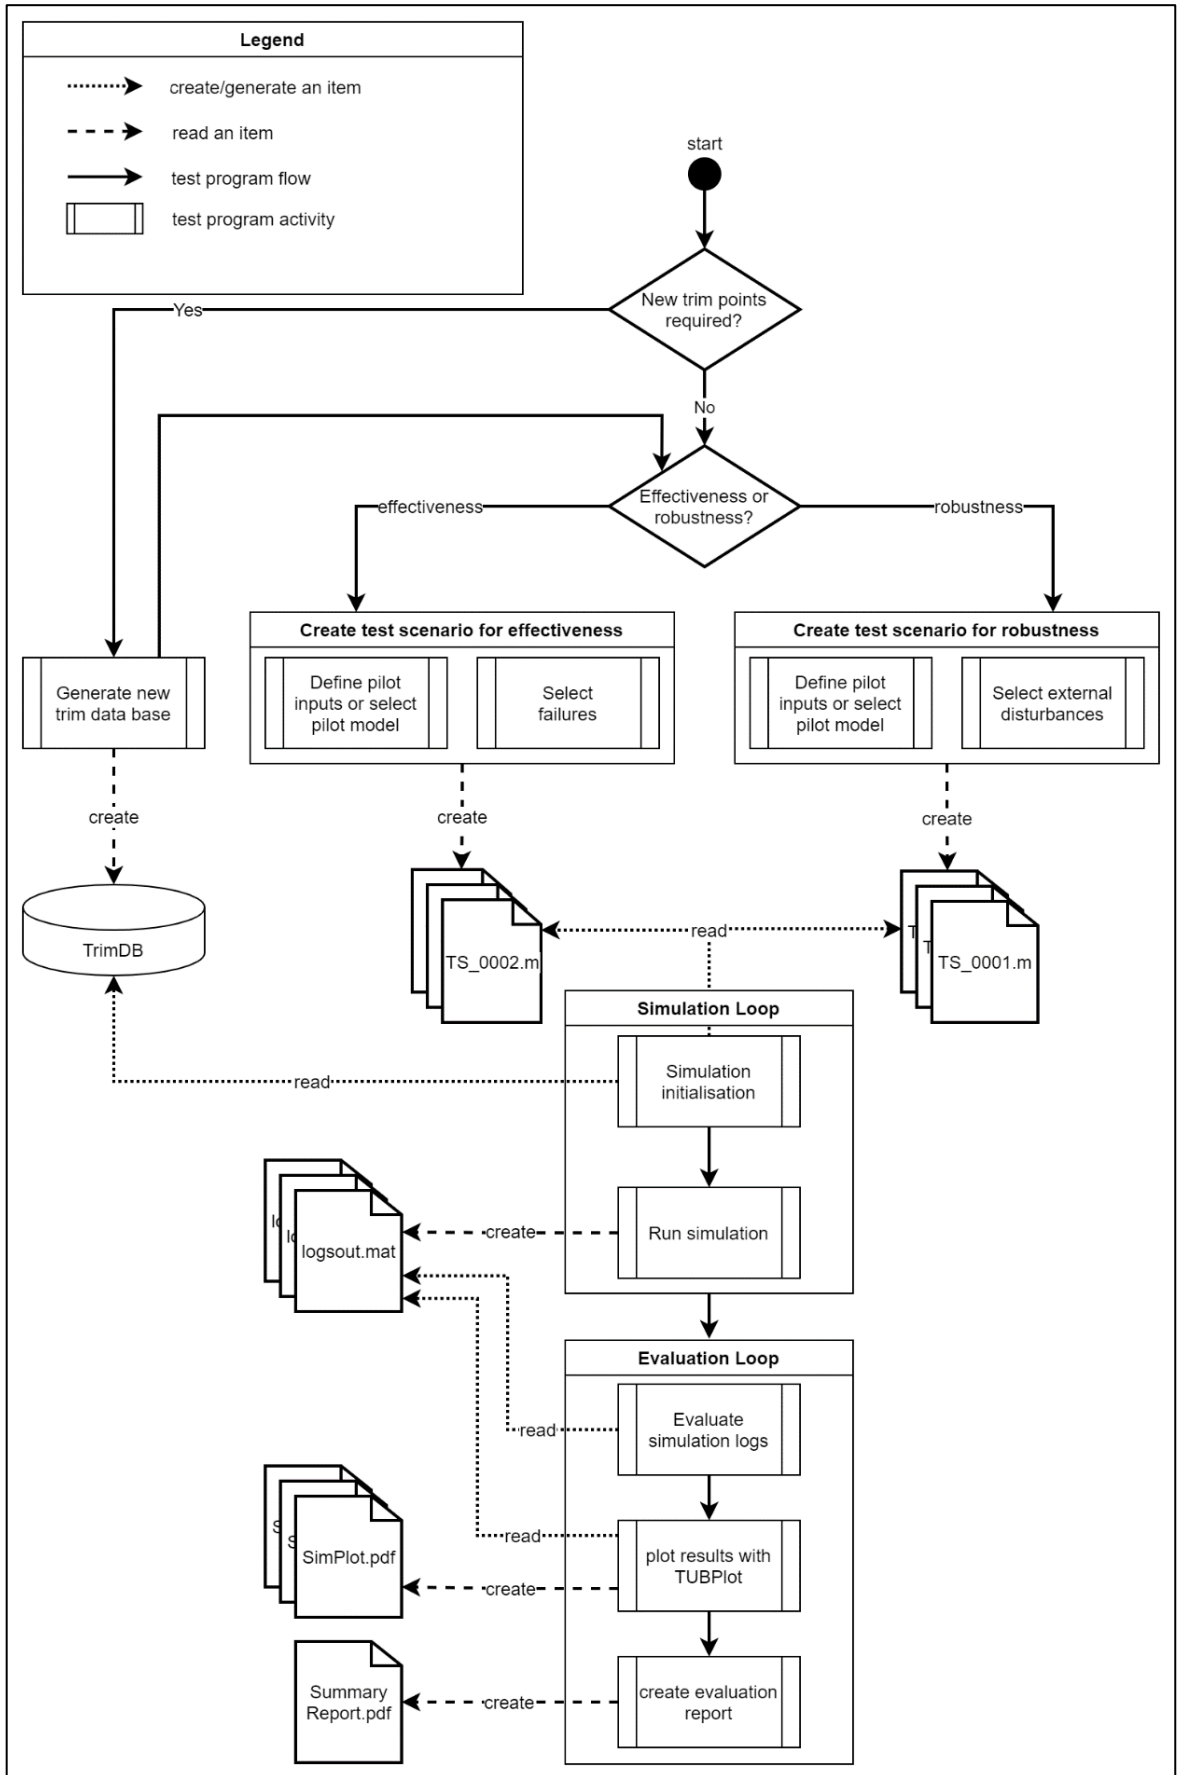 Legend
create/generate an item
read an item
test program flow
test program activity
start
New trim points
required?
Yes
No
Effectiveness or
robustness?
effectiveness
robustness
Create test scenario for effectiveness
Define pilot
inputs or select
pilot model
Select
failures
Create test scenario for robustness
Define pilot
inputs or select
pilot model
Select external
disturbances
Generate new
trim data base
create
create
create
TrimDB
TS_0002.m
read
T
T
TS_0001.m
Simulation Loop
Simulation
initialisation
read
Run simulation
create
lo
lo
logsout.mat
Evaluation Loop
Evaluate
simulation logs
read
plot results with
TUBPlot
read
create
S
S
SimPlot.pdf
create evaluation
report
create
Summary
Report.pdf